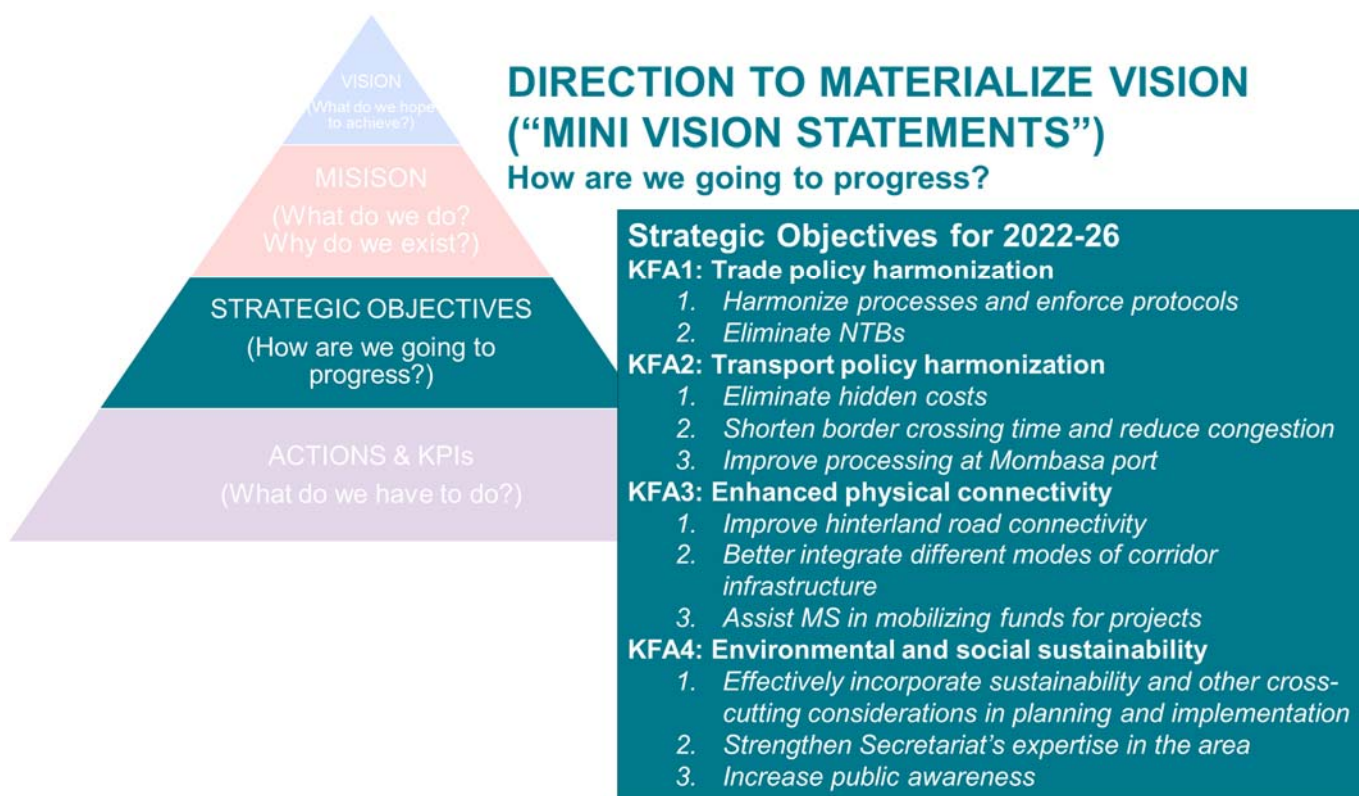 VISION
(What do we hope
to achieve?)
MISISON
(What do we do?
Why do we exist?)
STRATEGIC OBJECTIVES
(How are we going to
progress?)
ACTIONS & KPIs
(What do we have to do?)
DIRECTION TO MATERIALIZE VISION
(“MINI VISION STATEMENTS”)
How are we going to progress?
Strategic Objectives for 2022-26
KFA1: Trade policy harmonization
1. Harmonize processes and enforce protocols
2. Eliminate NTBs
KFA2: Transport policy harmonization
1. Eliminate hidden costs
2. Shorten border crossing time and reduce congestion
3. Improve processing at Mombasa port
KFA3: Enhanced physical connectivity
1. Improve hinterland road connectivity
2. Better integrate different modes of corridor
infrastructure
3. Assist MS in mobilizing funds for projects
KFA4: Environmental and social sustainability
1. Effectively incorporate sustainability and other cross-
cutting considerations in planning and implementation
2. Strengthen Secretariat’s expertise in the area
3. Increase public awareness